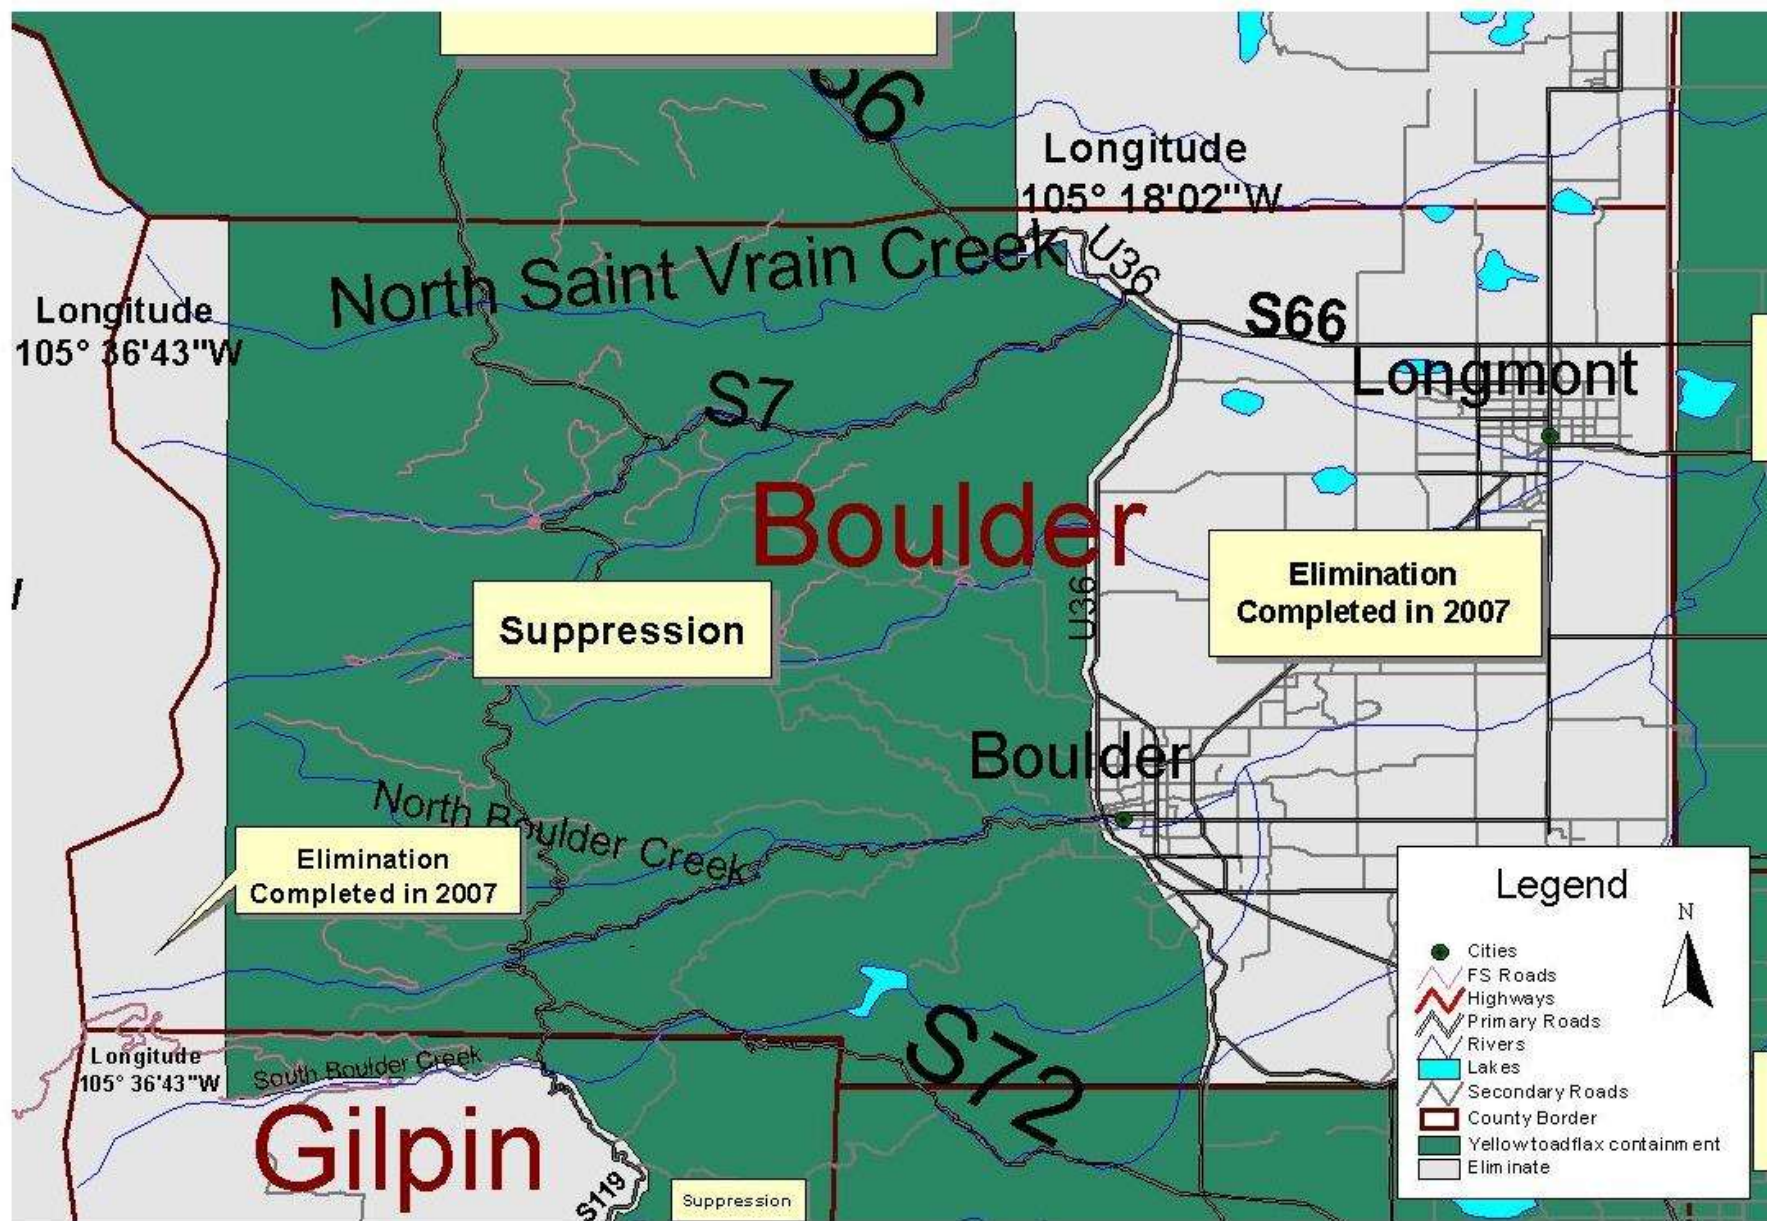 66
Longitude
105° 18'02"W
North Saint Vrain Creek
U36
Longitude
105° 36'43"W
S66
Longmont
S7
Boulder
Elimination
Completed in 2007
U36
Suppression
Boulder
North Boulder Creek
Elimination
Completed in 2007
Legend
N
Cities
FS Roads
Highways
Primary Roads
Rivers
Lakes
Secondary Roads
County Border
Yellow toadflax containment
Eliminate
S72
Longitude
105° 36'43"W
South Boulder Creek
Gilpin
S119
Suppression